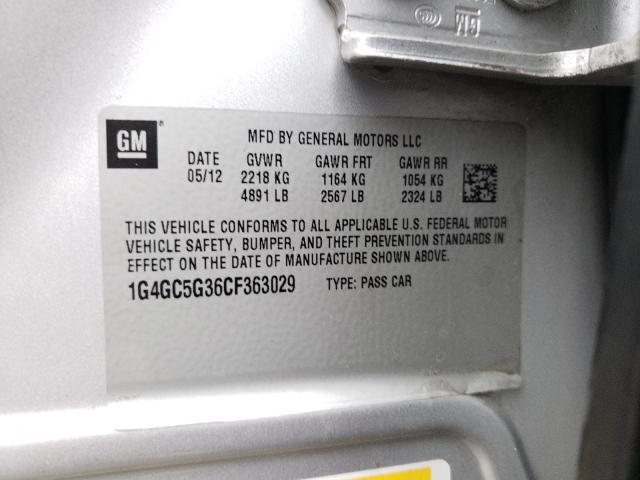 GM
GM
MFD BY GENERAL MOTORS LLC
DATE GVWR GAWR FRT GAWR RR
05/12 2218 KG 1164 KG 1054 KG
4891 LB 2567 LB 2324 LB
THIS VEHICLE CONFORMS TO ALL APPLICABLE U.S. FEDERAL MOTOR
VEHICLE SAFETY, BUMPER, AND THEFT PREVENTION STANDARDS IN
EFFECT ON THE DATE OF MANUFACTURE SHOWN ABOVE.
1G4GC5G36CF363029 TYPE: PASS CAR